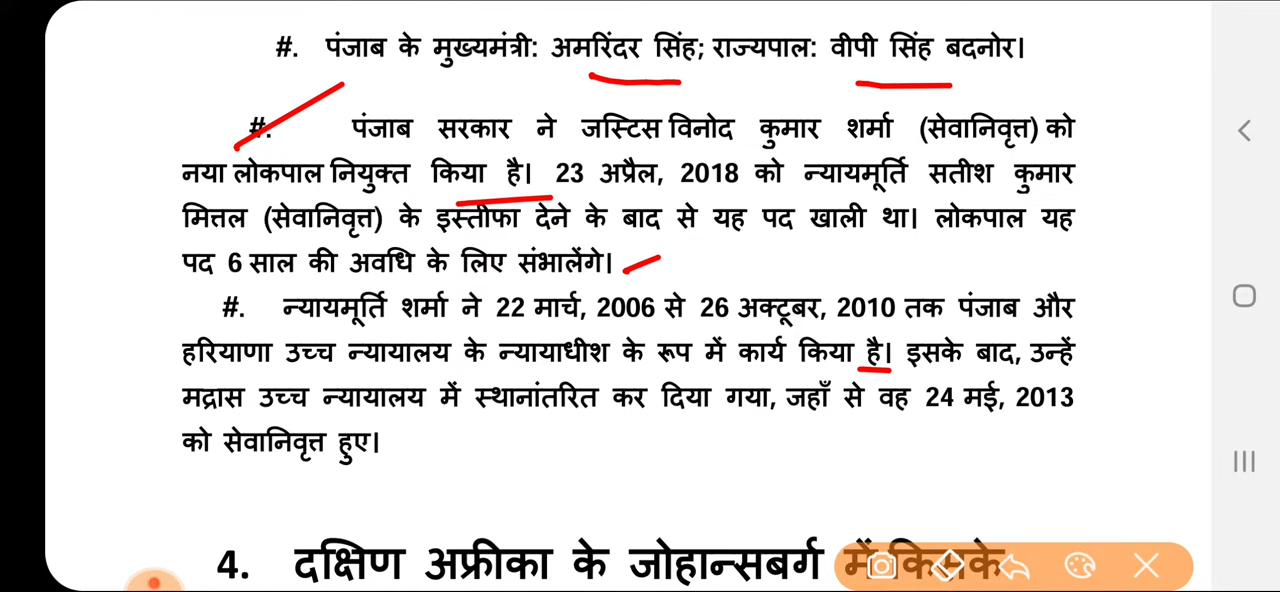 #. पंजाब के मुख्यमंत्री: अमरिंदर सिंह; राज्यपाल: वीपी सिंह बदनोर।
#. पंजाब सरकार ने जस्टिस विनोद कुमार शर्मा (सेवानिवृत्त) को
नया लोकपाल नियुक्त किया है। 23 अप्रैल, 2018 को न्यायमूर्ति सतीश कुमार
मित्तल (सेवानिवृत्त) के इस्तीफा देने के बाद से यह पद खाली था। लोकपाल यह
पद 6 साल की अवधि के लिए संभालेंगे।
#. न्यायमूर्ति शर्मा ने 22 मार्च, 2006 से 26 अक्टूबर, 2010 तक पंजाब और
हरियाणा उच्च न्यायालय के न्यायाधीश के रूप में कार्य किया है। इसके बाद, उन्हें
मद्रास उच्च न्यायालय में स्थानांतरित कर दिया गया, जहाँ से वह 24 मई, 2013
को सेवानिवृत्त हुए।
4. दक्षिण अफ्रीका के जोहान्सबर्ग में किसके